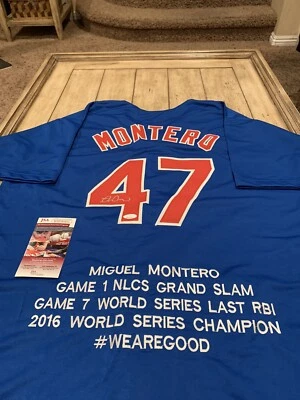 MONTERO
47
JSA
MIGUEL MONTERO
GAME 1 NLCS GRAND SLAM
GAME 7 WORLD SERIES LAST RBI
2016 WORLD SERIES CHAMPION
#WEAREGOOD